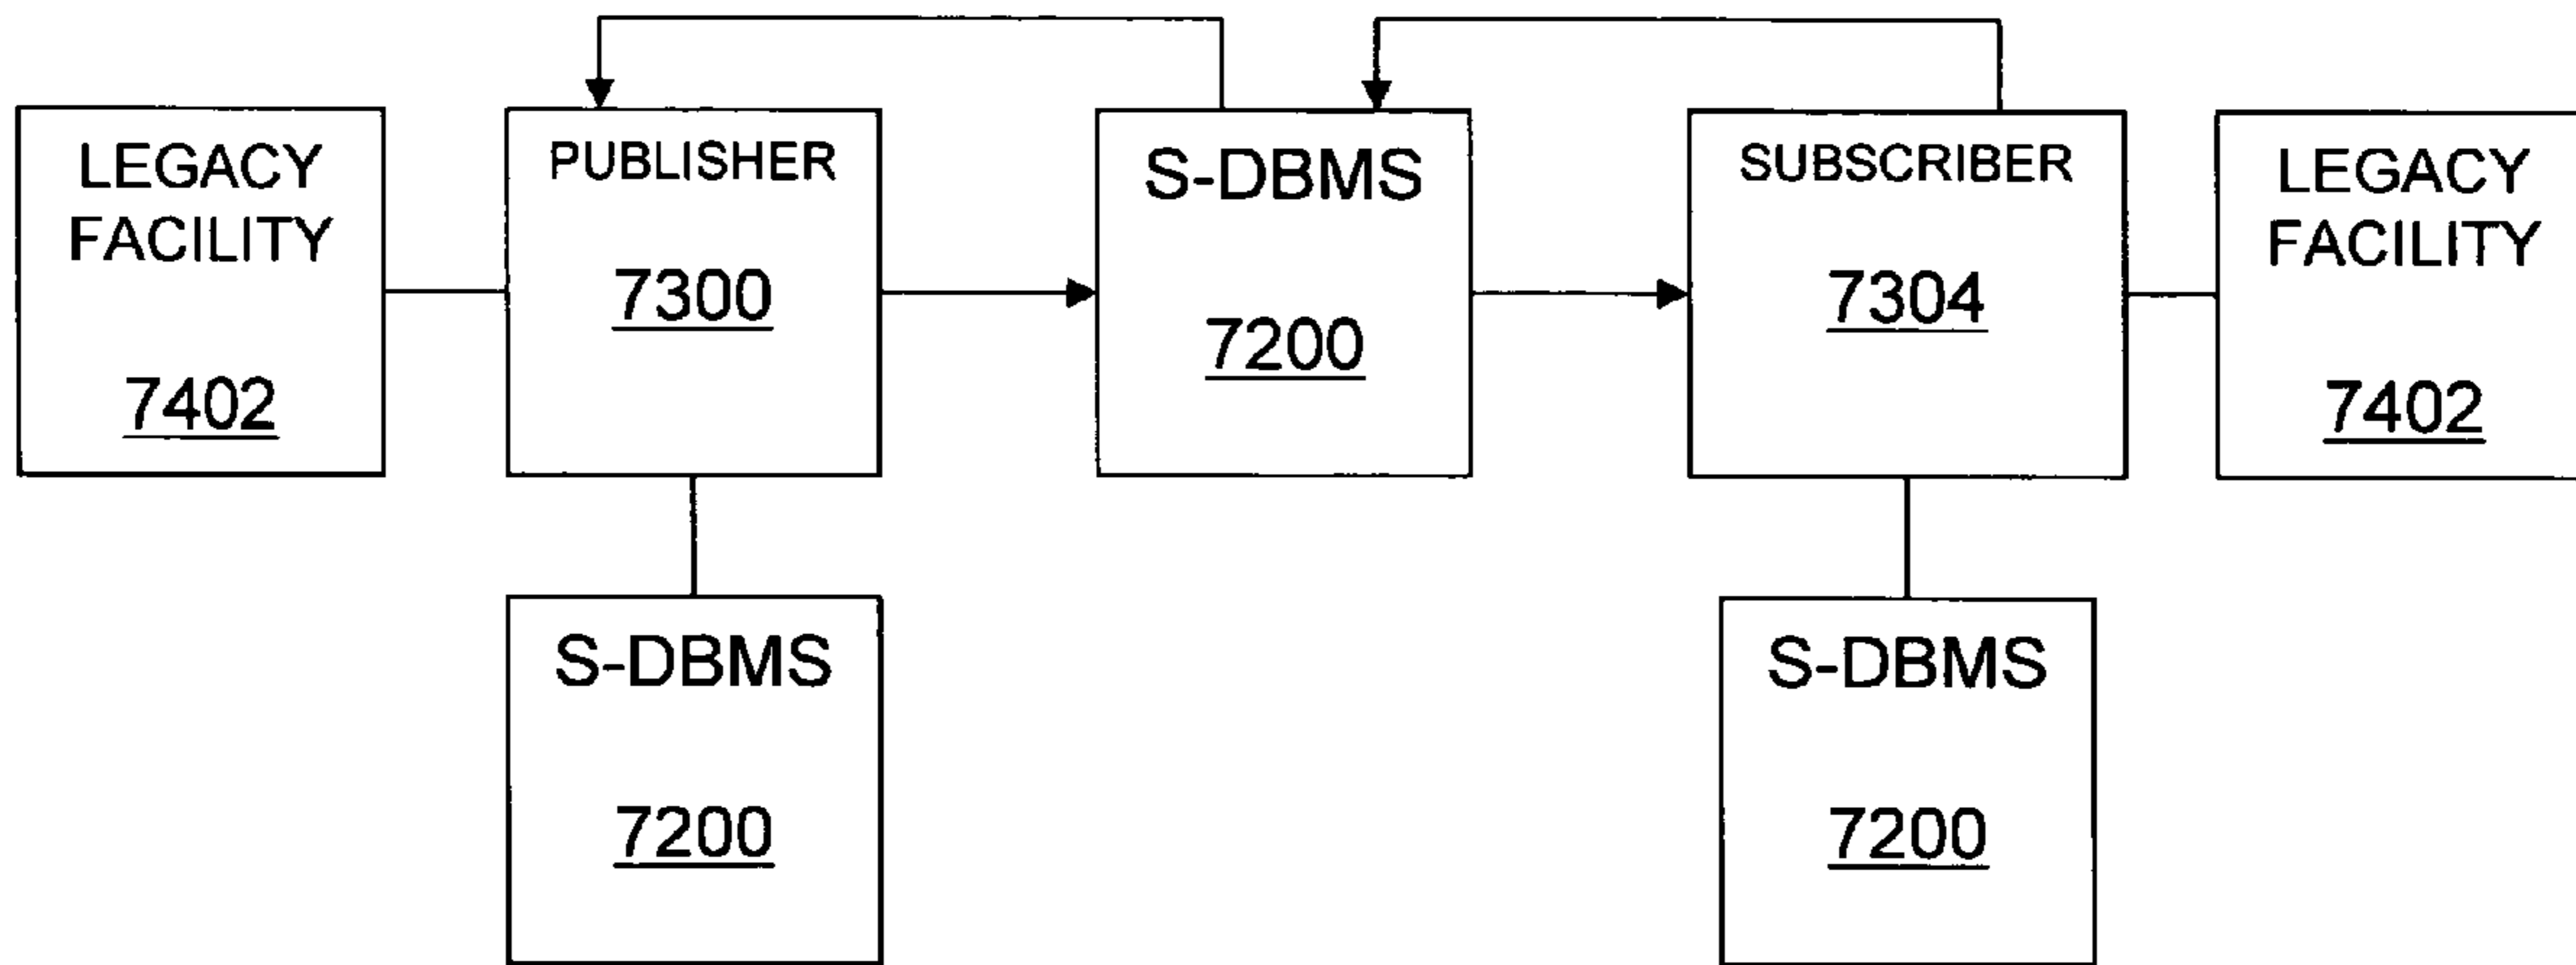 LEGACY
FACILITY
7402
PUBLISHER
7300
S-DBMS
7200
SUBSCRIBER
7304
LEGACY
FACILITY
7402
S-DBMS
7200
S-DBMS
7200